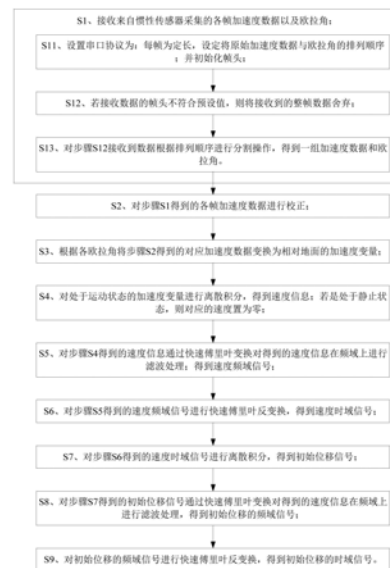 S1、接收来自惯性传感器采集的各帧加速度数据以及欧拉角；
S11、设置串口协议为：每帧为定长，设定将原始加速度数据与欧拉角的排列顺序
；并初始化帧头；
S12、若接收数据的帧头不符合预设值，则将接收到的整帧数据舍弃；
S13、对步骤S12接收到数据根据排列顺序进行分割操作，得到一组加速度数据和欧
拉角。
S2、对步骤S1得到的各帧加速度数据进行校正；
S3、根据各欧拉角将步骤S2得到的对应加速度数据变换为相对地面的加速度变量；
S4、对处于运动状态的加速度变量进行离散积分，得到速度信息；若是处于静止状
态，则对应的速度置为零；
S5、对步骤S4得到的速度信息通过快速傅里叶变换对得到的速度信息在频域上进行
滤波处理；得到速度频域信号；
S6、对步骤S5得到的速度频域信号进行快速傅里叶反变换，得到速度时域信号；
S7、对步骤S6得到的速度时域信号进行离散积分，得到初始位移信号；
S8、对步骤S7得到的初始位移信号通过快速傅里叶变换对得到的速度信息在频域上
进行滤波处理，得到初始位移的频域信号；
S9、对初始位移的频域信号进行快速傅里叶反变换，得到初始位移的时域信号。